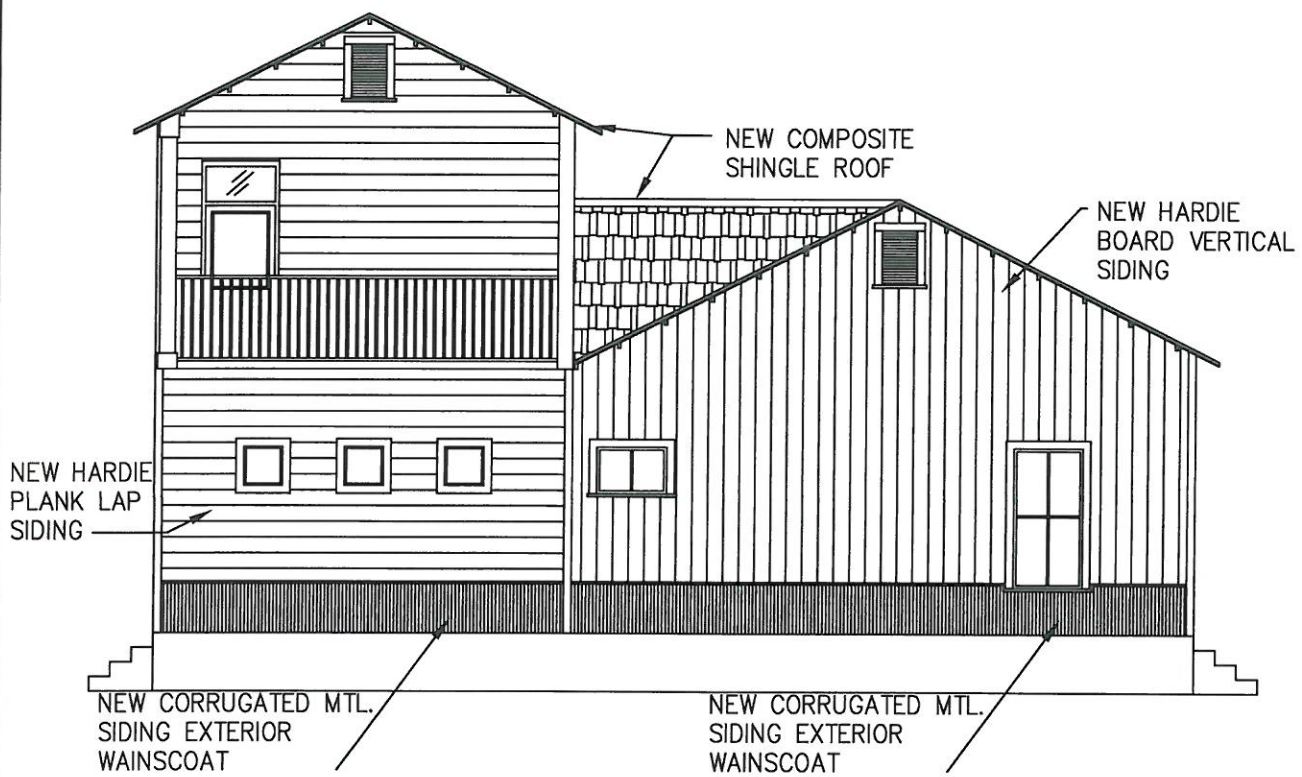 NEW COMPOSITE
SHINGLE ROOF
NEW HARDIE
BOARD VERTICAL
SIDING
NEW HARDIE
PLANK LAP
SIDING
NEW CORRUGATED MTL.
SIDING EXTERIOR
WAINSCOAT
NEW CORRUGATED MTL.
SIDING EXTERIOR
WAINSCOAT